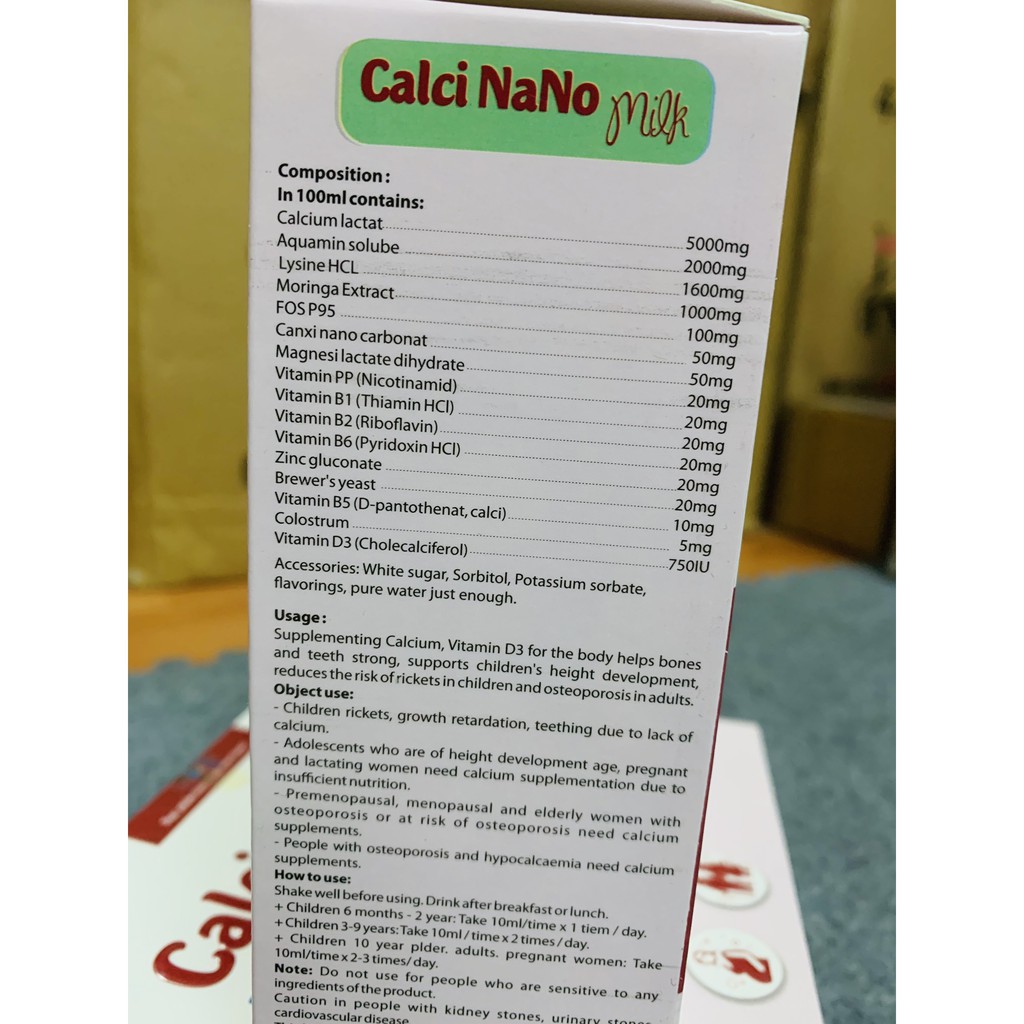 Calci NaNo Milk
Composition :
In 100ml contains:
Calcium lactat 5000mg
Aquamin solube 2000mg
Lysine HCL 1600mg
Moringa Extract 1000mg
FOS P95 100mg
Canxi nano carbonat 50mg
Magnesi lactate dihydrate 50mg
Vitamin PP (Nicotinamid) 20mg
Vitamin B1 (Thiamin HCl) 20mg
Vitamin B2 (Riboflavin) 20mg
Vitamin B6 (Pyridoxin HCl) 20mg
Zinc gluconate 20mg
Brewer's yeast 20mg
Vitamin B5 (D-pantothenat, calci) 10mg
Colostrum 5mg
Vitamin D3 (Cholecalciferol) 750IU
Accessories: White sugar, Sorbitol, Potassium sorbate,
flavorings, pure water just enough.
Usage :
Supplementing Calcium, Vitamin D3 for the body helps bones
and teeth strong, supports children's height development,
reduces the risk of rickets in children and osteoporosis in adults.
Object use:
- Children rickets, growth retardation, teething due to lack of
calcium.
- Adolescents who are of height development age, pregnant
and lactating women need calcium supplementation due to
insufficient nutrition.
- Premenopausal, menopausal and elderly women with
osteoporosis or at risk of osteoporosis need calcium
supplements.
- People with osteoporosis and hypocalcaemia need calcium
supplements.
How to use:
Shake well before using. Drink after breakfast or lunch.
+ Children 6 months - 2 year: Take 10ml/time x 1 tiem / day.
+ Children 3-9 years: Take 10ml / time x 2 times / day.
+ Children 10 year plder. adults. pregnant women: Take
10ml/time x 2-3 times/ day.
Note: Do not use for people who are sensitive to any
ingredients of the product.
Caution in people with kidney stones, urinary stones,
cardiovascular disease